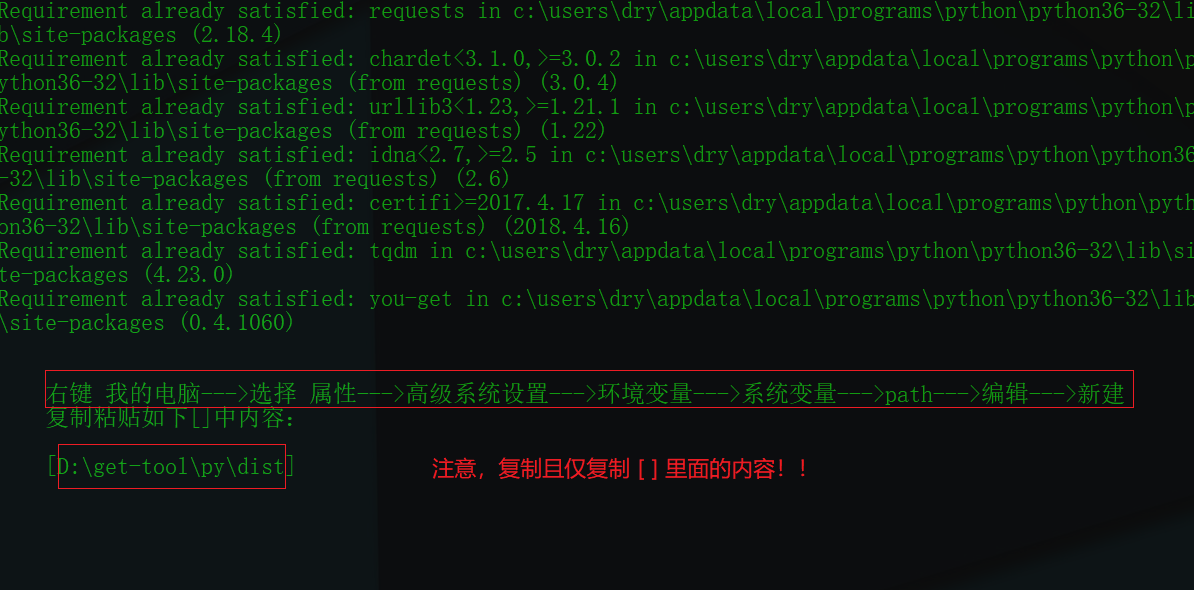 Requirement already satisfied: requests in c:\users\dry\appdata\local\programs\python\python36-32\li
b\site-packages (2.18.4)
Requirement already satisfied: chardet<3.1.0,>=3.0.2 in c:\users\dry\appdata\local\programs\python\p
ython36-32\lib\site-packages (from requests) (3.0.4)
Requirement already satisfied: urllib3<1.23,>=1.21.1 in c:\users\dry\appdata\local\programs\python\p
ython36-32\lib\site-packages (from requests) (1.22)
Requirement already satisfied: idna<2.7,>=2.5 in c:\users\dry\appdata\local\programs\python\python36
-32\lib\site-packages (from requests) (2.6)
Requirement already satisfied: certifi>=2017.4.17 in c:\users\dry\appdata\local\programs\python\pyth
on36-32\lib\site-packages (from requests) (2018.4.16)
Requirement already satisfied: tqdm in c:\users\dry\appdata\local\programs\python\python36-32\lib\si
te-packages (4.23.0)
Requirement already satisfied: you-get in c:\users\dry\appdata\local\programs\python\python36-32\lib
\site-packages (0.4.1060)
右键 我的电脑--->选择 属性--->高级系统设置--->环境变量--->系统变量--->path--->编辑--->新建
复制粘贴如下[]中内容:
[D:\get-tool\py\dist]
注意，复制且仅复制 [ ] 里面的内容！！